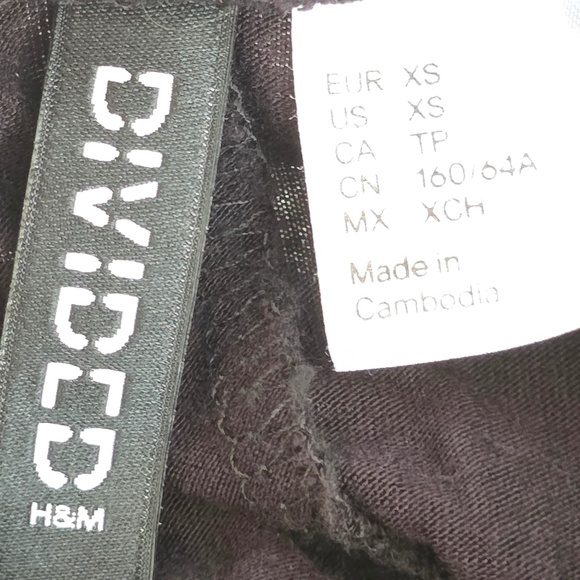 DIVIDED
H&M
EUR XS
US XS
CA TP
CN 160/64A
MX XCH
Made in
Cambodia